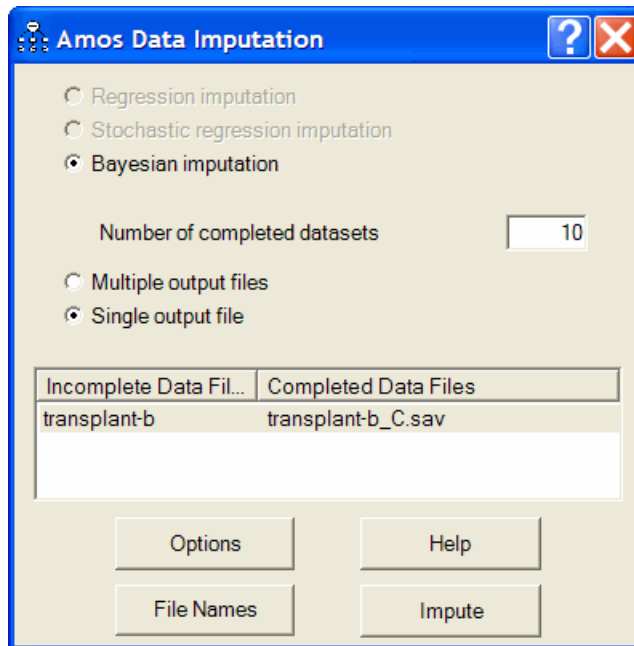 Amos Data Imputation
Regression imputation
Stochastic regression imputation
Bayesian imputation
Number of completed datasets 10
Multiple output files
Single output file
Incomplete Data Fil... Completed Data Files
transplant-b transplant-b_C.sav
Options Help
File Names Impute